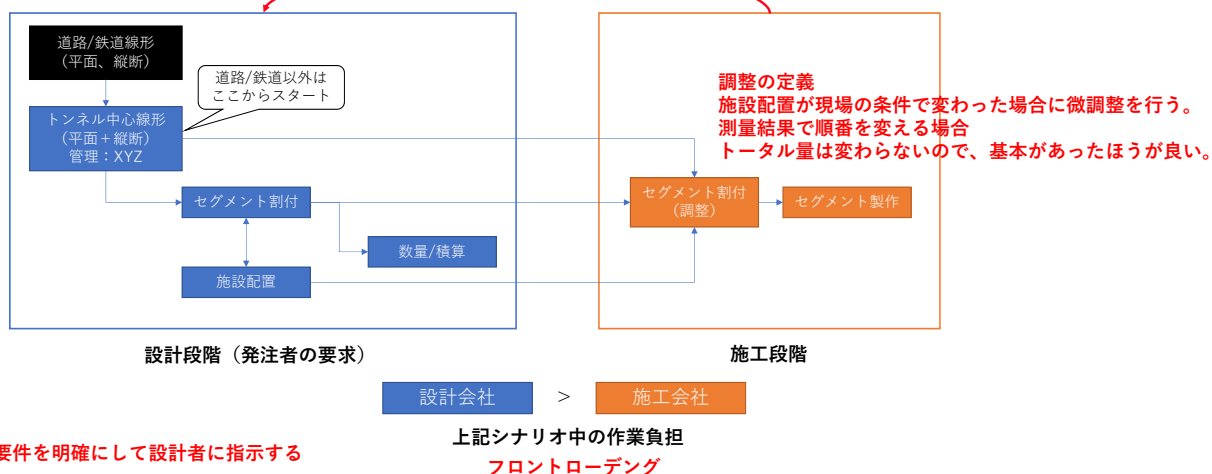 道路/鉄道線形
(平面、縦断)
道路/鉄道以外は
ここからスタート
トンネル中心線形
(平面＋縦断)
管理：XYZ
セグメント割付
数量/積算
施設配置
設計段階（発注者の要求）
調整の定義
施設配置が現場の条件で変わった場合に微調整を行う。
測量結果で順番を変える場合
トータル量は変わらないので、基本があったほうが良い。
セグメント割付
（調整）
セグメント製作
施工段階
設計会社
>
施工会社
上記シナリオ中の作業負担
フロントローデング
要件を明確にして設計者に指示する